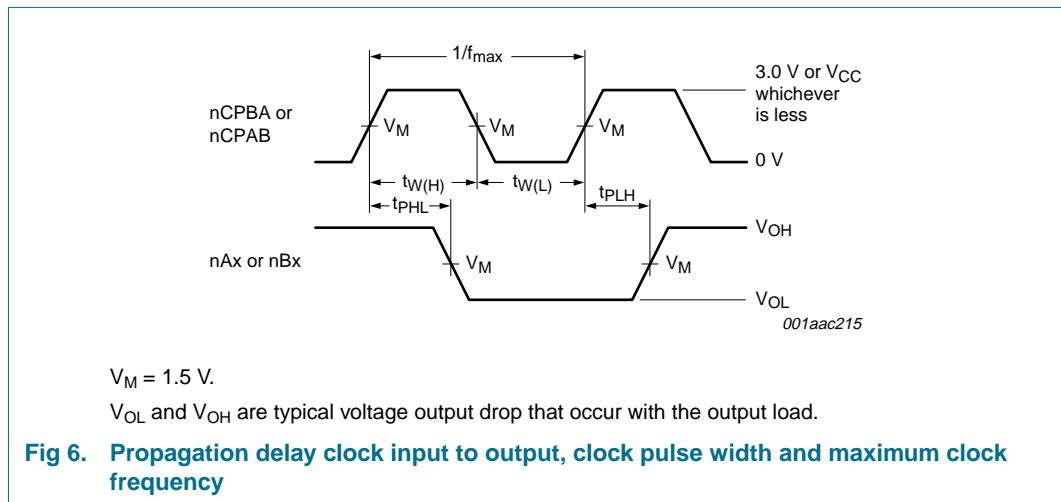 1/fmax
3.0 V or VCC
whichever
is less
nCPBA or
nCPAB
VM
VM
VM
0 V
tW(H)
tW(L)
tPHL
tPLH
VOH
nAx or nBx
VM
VM
VOL
001aac215
VM = 1.5 V.
VOL and VOH are typical voltage output drop that occur with the output load.
Fig 6. Propagation delay clock input to output, clock pulse width and maximum clock
frequency